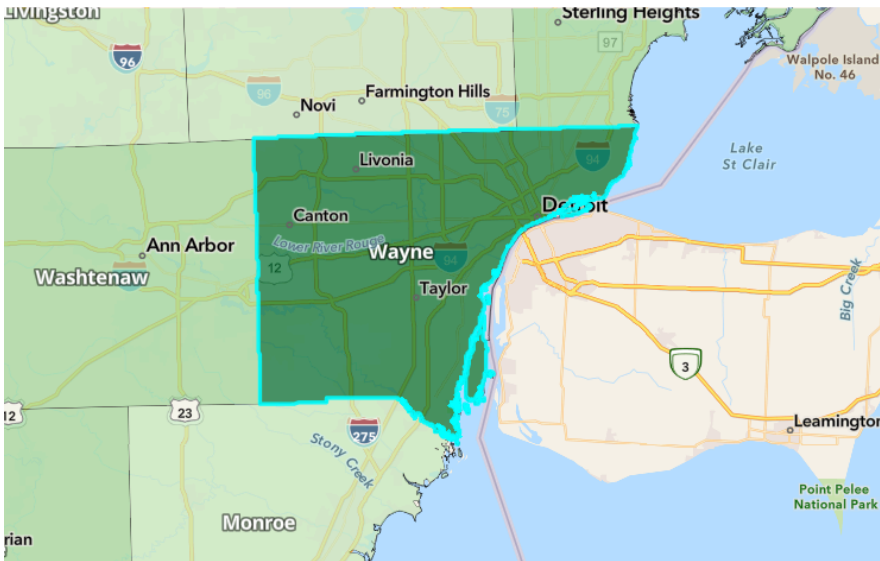 Livingston
Sterling Heights
97
96
Walpole Island
No. 46
96
Farmington Hills
Novi
75
Lake
St Clair
Livonia
94
Detroit
Canton
Ann Arbor
Lower River Rouge
Wayne
94
12
Washtenaw
Taylor
Big Creek
3
12
23
275
Leamington
Stony Creek
Point Pelee
National Park
Monroe
rian